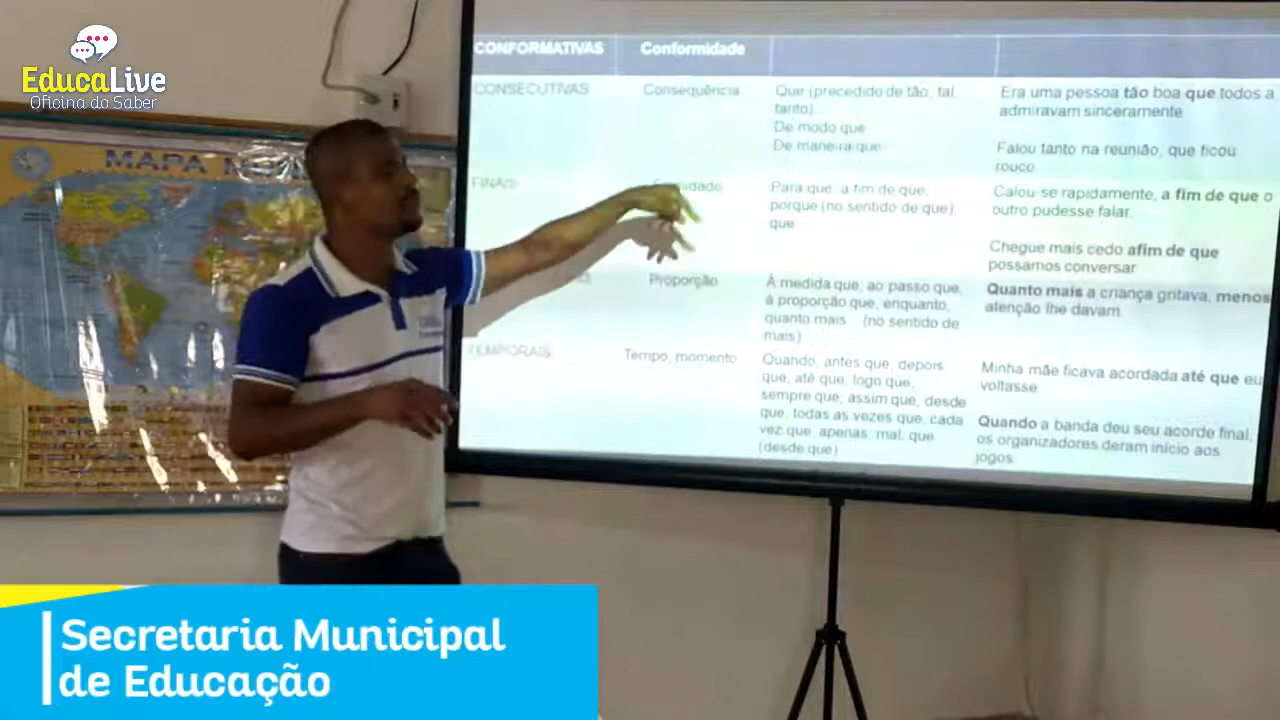 EducaLive
Oficina do Saber
MAPA
CONFORMATIVAS
Conformidade
CONSECUTIVAS
Consequência
Que (precedido de tão, tal,
tanto)
De modo que
De maneira que
Era uma pessoa tão boa que todos a
admiravam sinceramente
Falou tanto na reunião, que ficou
rouco.
FINAIS
Para que, a fim de que,
porque (no sentido de que),
que
Calou-se rapidamente, a fim de que o
outro pudesse falar.
Chegue mais cedo afim de que
possamos conversar
Proporção
À medida que, ao passo que,
à proporção que, enquanto,
quanto mais (no sentido de
mais)
Quanto mais a criança gritava, menos
atenção lhe davam.
TEMPORAIS
Tempo, momento
Quando, antes que, depois
que, até que, logo que,
sempre que, assim que, desde
que, todas as vezes que, cada
vez que, apenas, mal, que
(desde que)
Minha mãe ficava acordada até que eu
voltasse.
Quando a banda deu seu acorde final,
os organizadores deram início aos
jogos.
Secretaria Municipal
de Educação